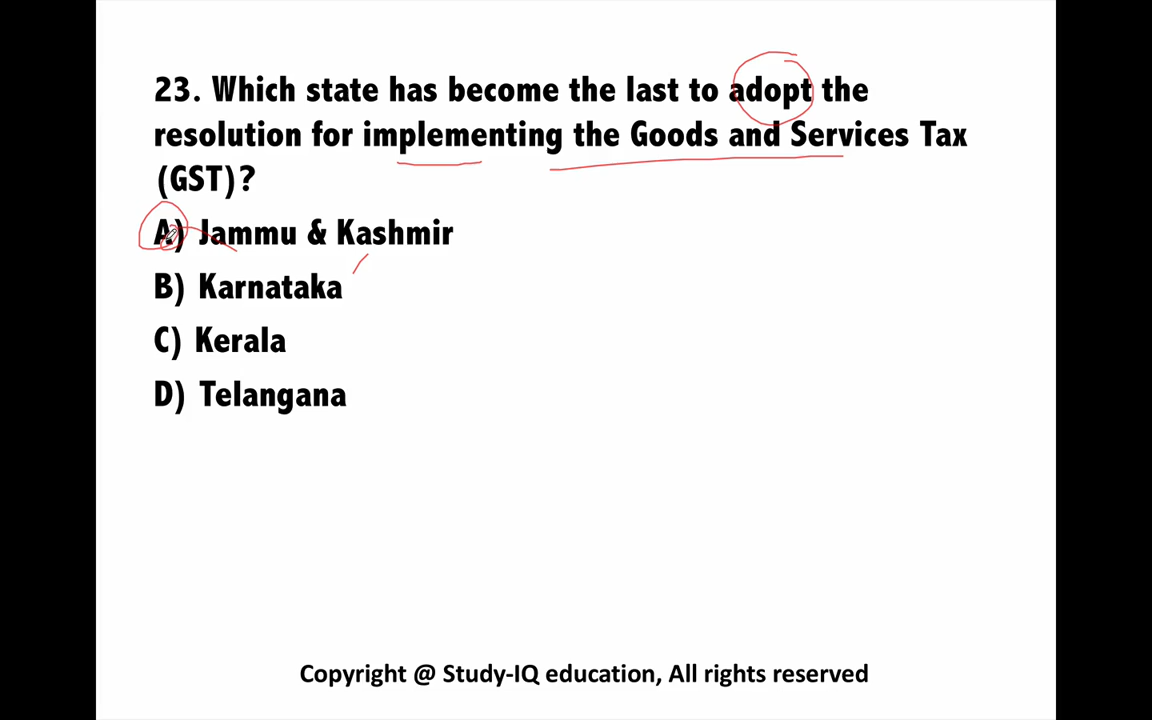 23. Which state has become the last to adopt the
resolution for implementing the Goods and Services Tax
(GST)?
A) Jammu & Kashmir
B) Karnataka
C) Kerala
D) Telangana
Copyright @ Study-IQ education, All rights reserved